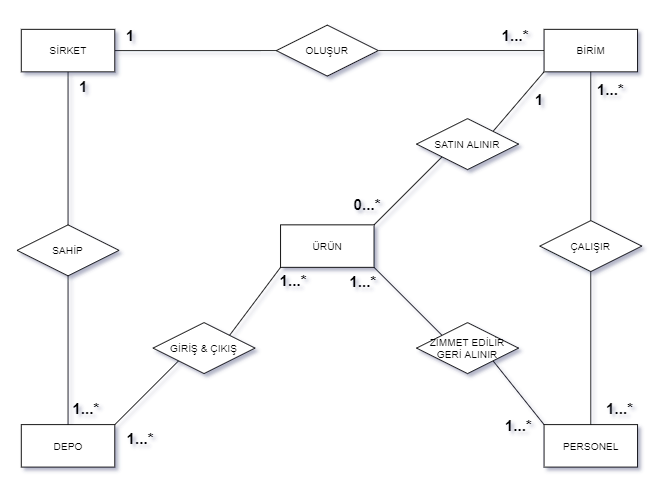 SİRKET
1
OLUŞUR
1...*
BİRİM
1
1
1...*
SATIN ALINIR
0...*
SAHİP
ÜRÜN
ÇALIŞIR
1...*
1...*
GİRİŞ & ÇIKIŞ
ZİMMET EDİLİR
GERİ ALINIR
1...*
1...*
1...*
1...*
DEPO
PERSONEL